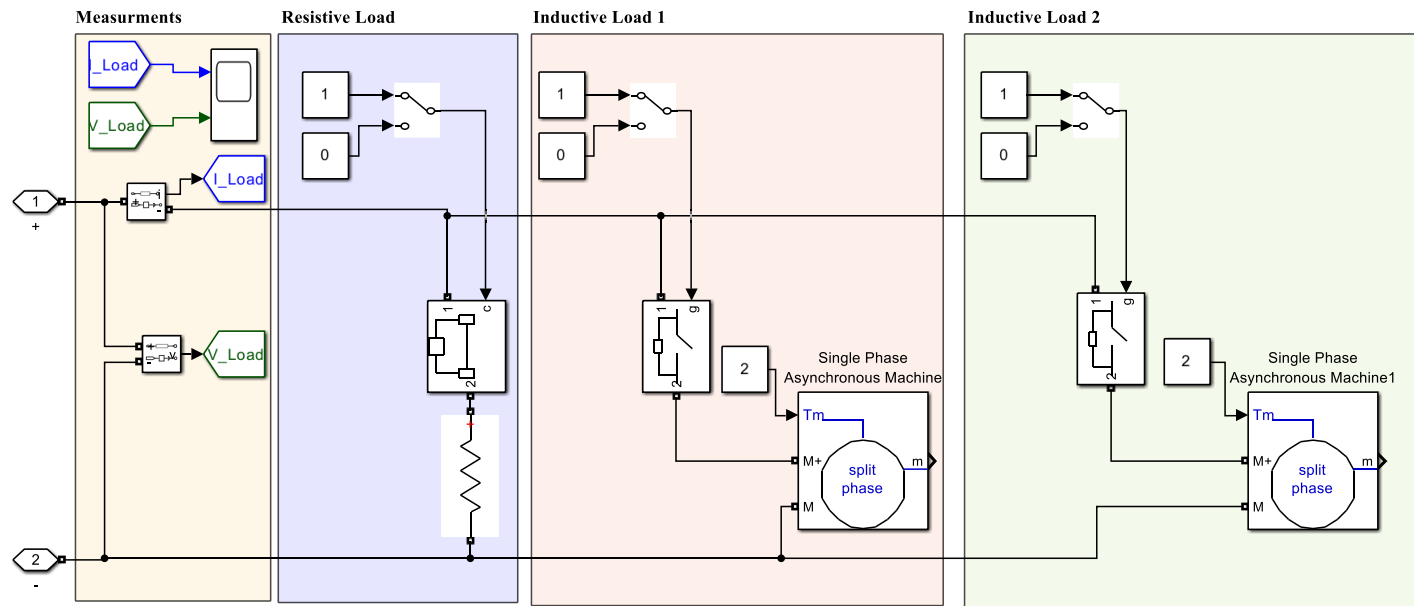 Measurments
Resistive Load
Inductive Load 1
Inductive Load 2
I_Load
V_Load
I_Load
1
+
+
-
i
+
-
v
V_Load
2
-
1
0
1
c
2
+
1
0
1
g
2
2
Single Phase
Asynchronous Machine
Tm
M+
M
m
split
phase
1
0
1
g
2
2
Single Phase
Asynchronous Machine1
Tm
M+
M
m
split
phase